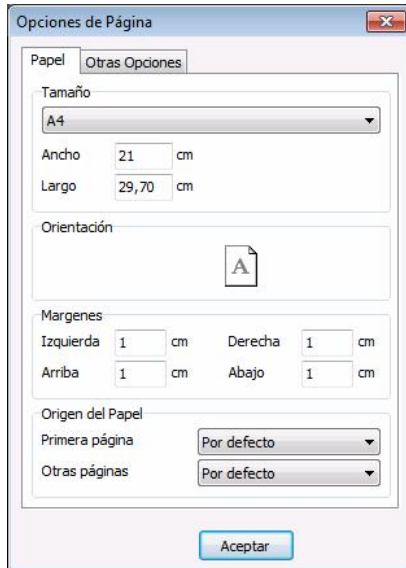 Opciones de Página
Papel Otras Opciones
Tamaño
A4
Ancho 21 cm
Largo 29,70 cm
Orientación
A
Margenes
Izquierda 1 cm Derecha 1 cm
Arriba 1 cm Abajo 1 cm
Origen del Papel
Primera página Por defecto
Otras páginas Por defecto
Aceptar